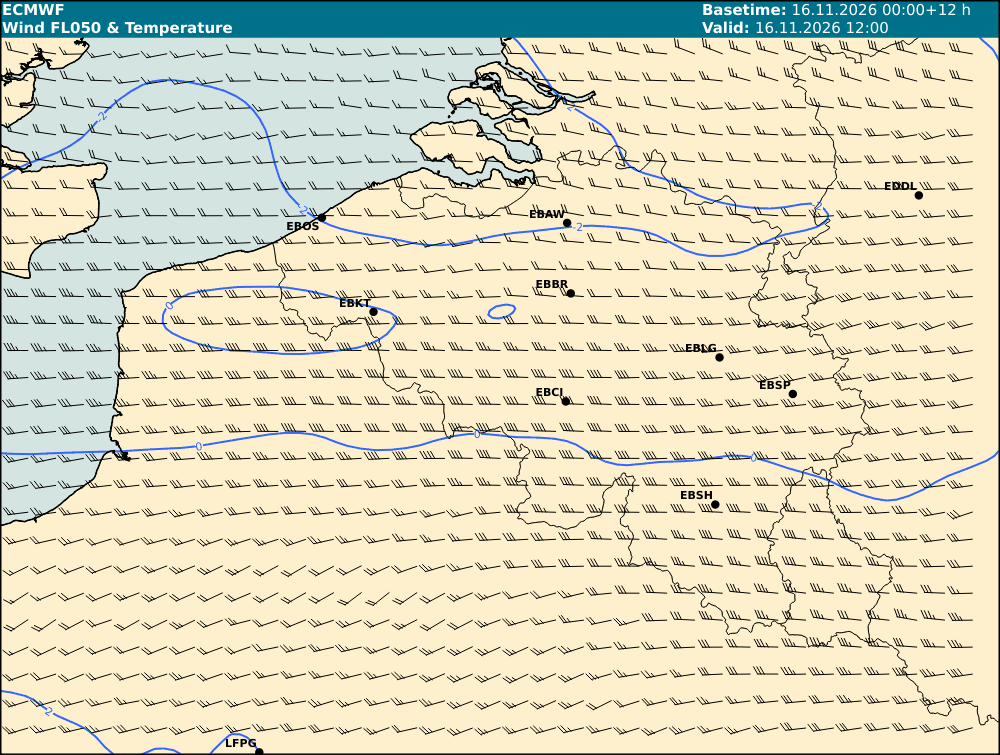 ECMWF
Wind FL050 & Temperature
Basetime: 16.11.2026 00:00+12 h
Valid: 16.11.2026 12:00
-2
-2
EDDL
-2
-2
EBAW
EBOS
-2
EBBR
0
EBKT
EBLG
EBSP
EBCI
0
0
0
EBSH
-2
LFPG